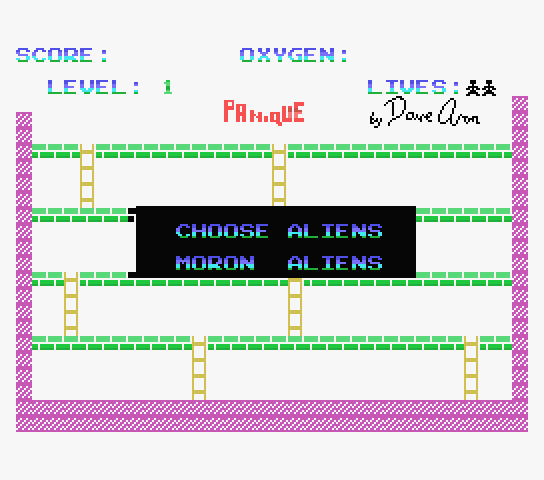 SCORE: OXYGEN:
LEVEL: 1 LIVES:
PANIQUE
by Dave Aron
CHOOSE ALIENS
MORON ALIENS